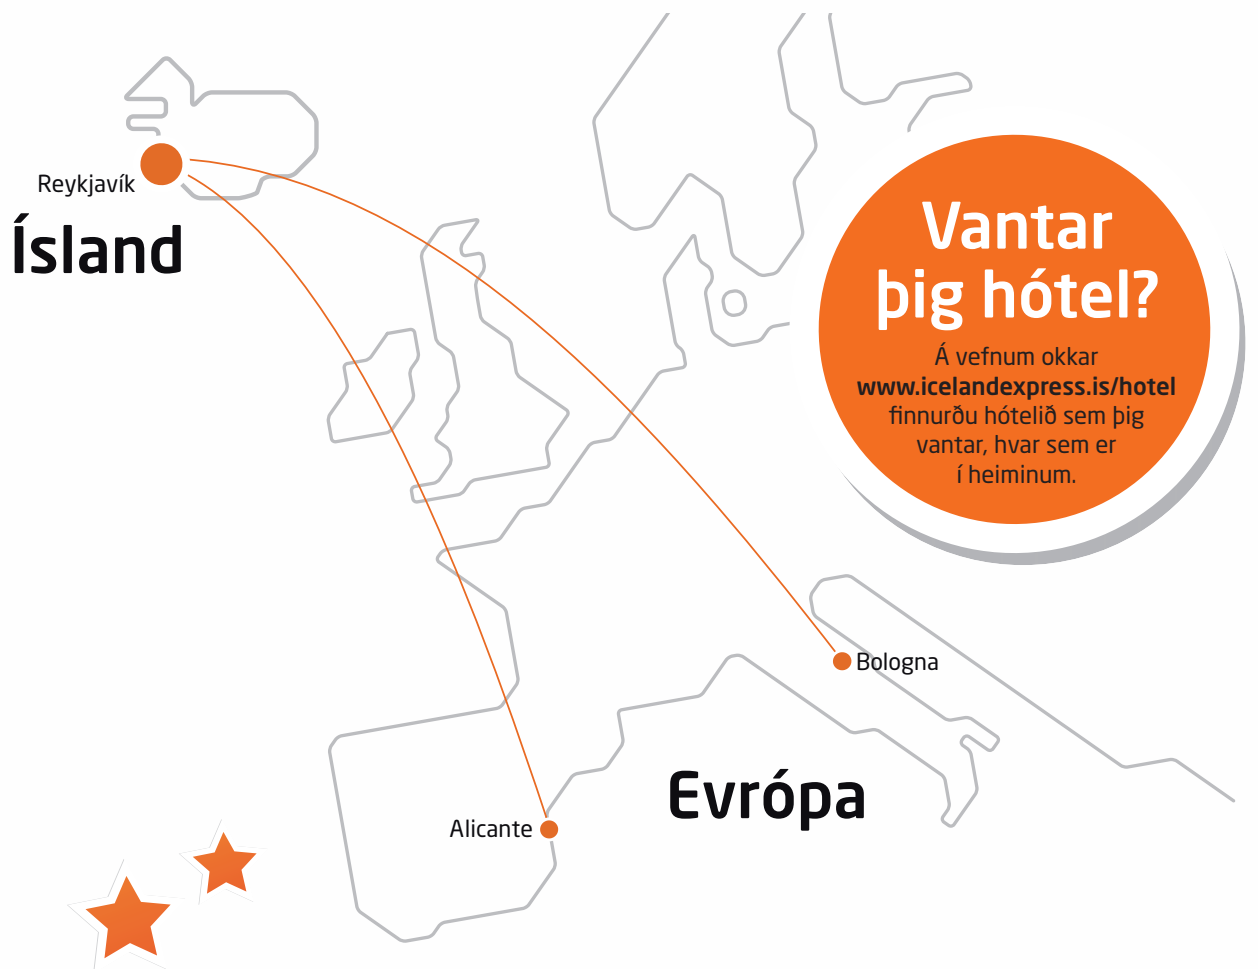 Reykjavík
Ísland
Vantar
þig hótel?
Á vefnum okkar
www.icelandexpress.is/hotel
finnurðu hótelið sem þig
vantar, hvar sem er
í heiminum.
Bologna
Evrópa
Alicante